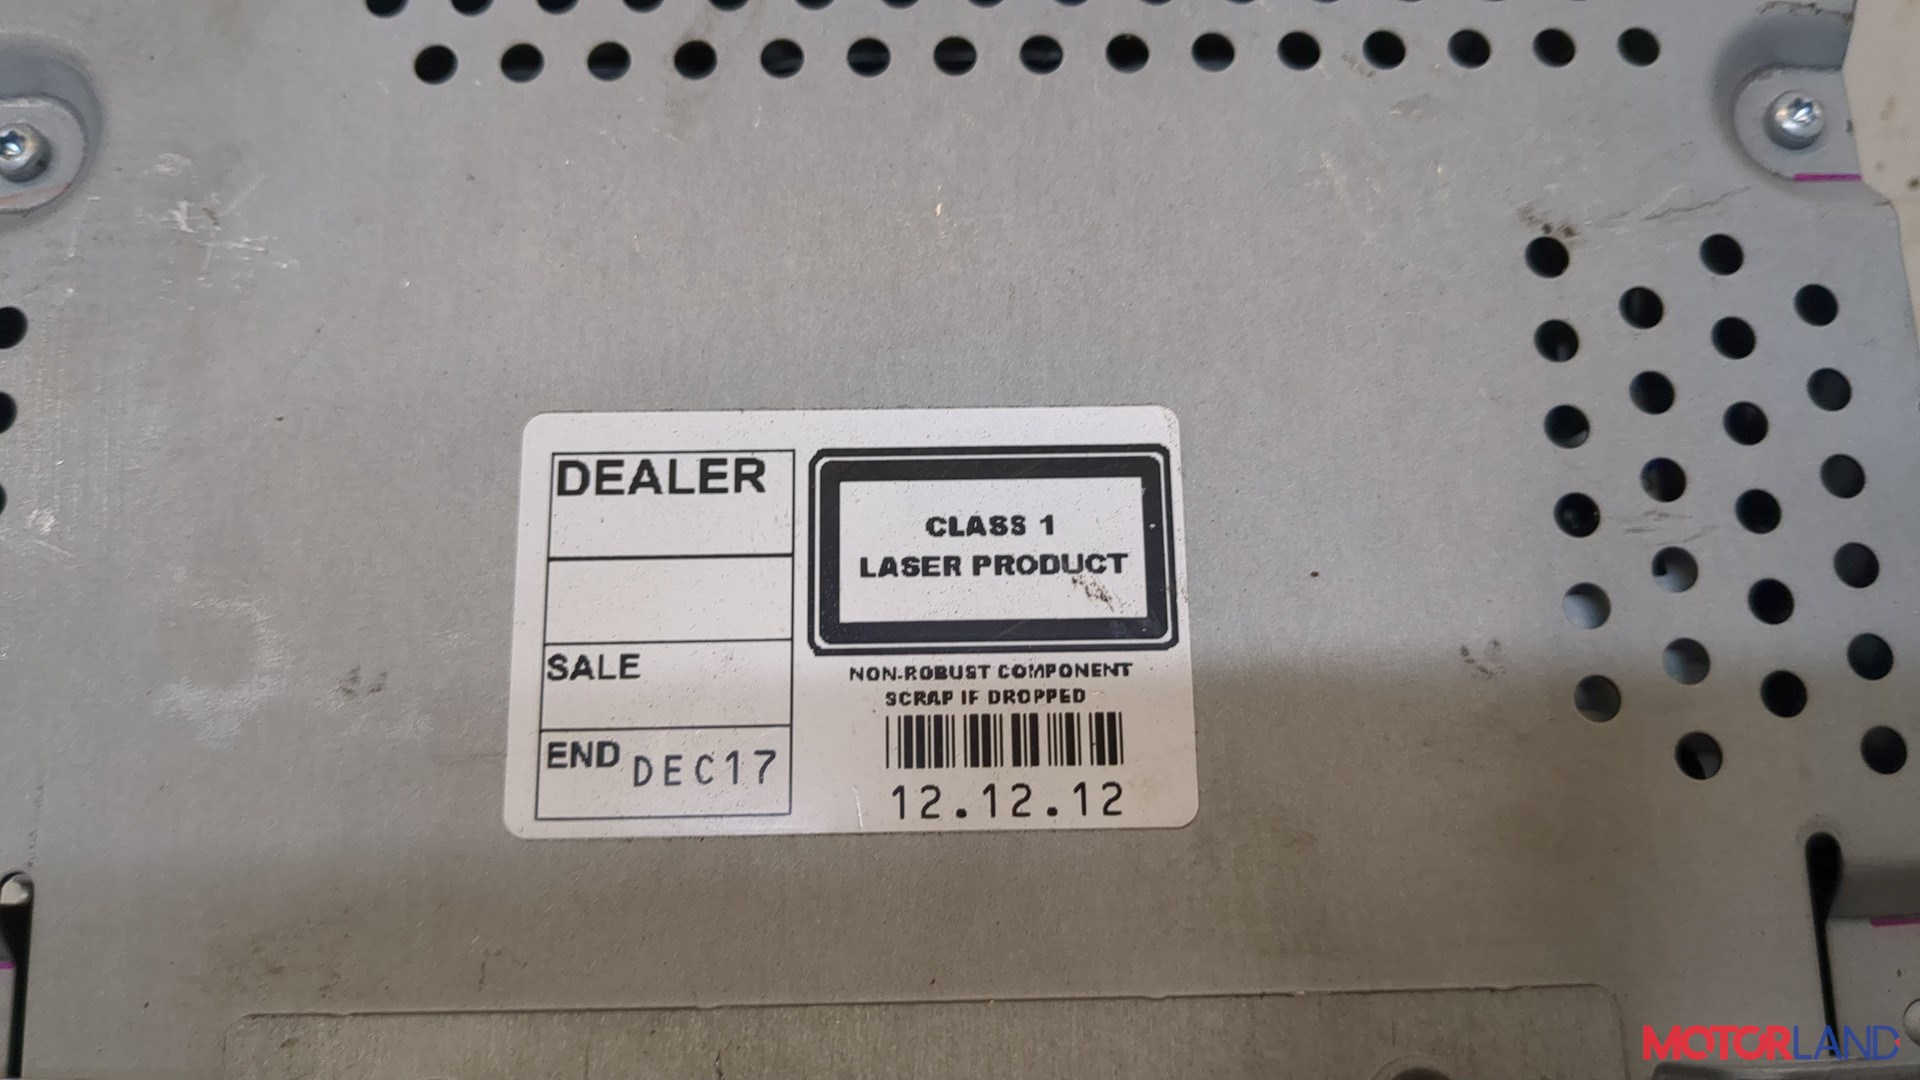 DEALER
SALE
END DEC17
CLASS 1
LASER PRODUCT
NON-ROBUST COMPONENT
SCRAP IF DROPPED
12.12.12
MOTORLAND